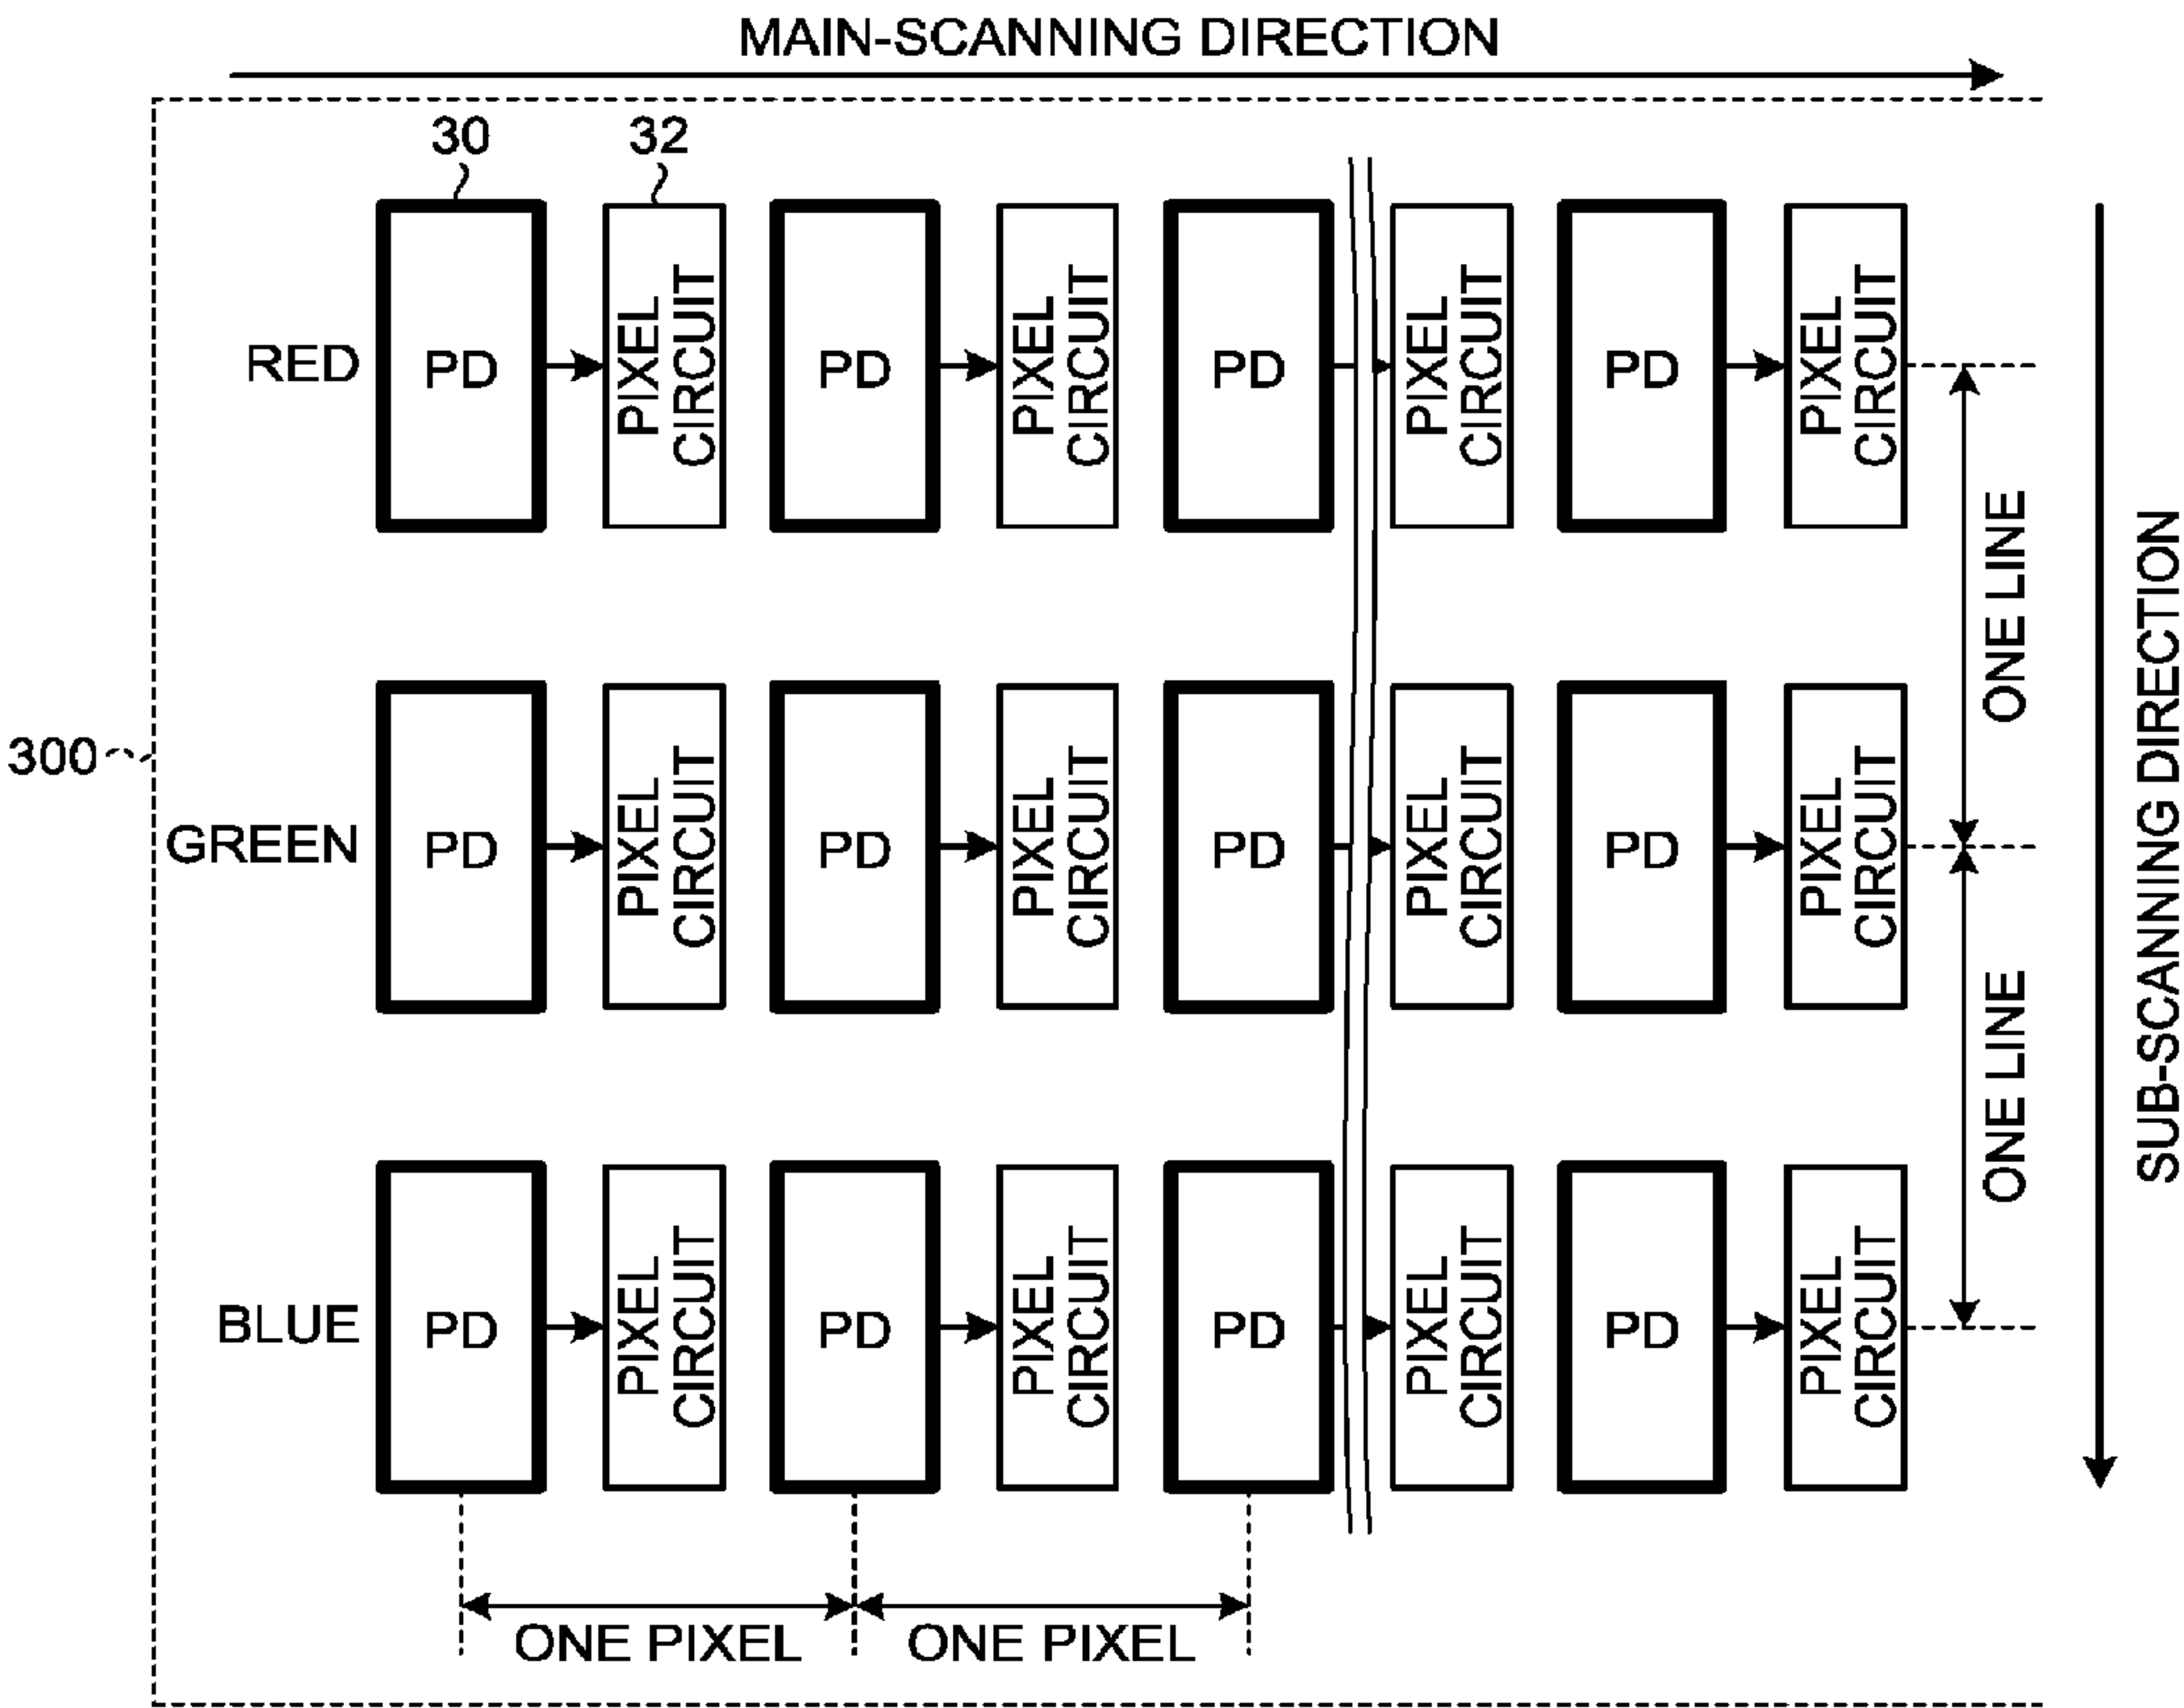 MAIN-SCANNING DIRECTION
30 32
RED PD PIXEL CIRCUIT PD PIXEL CIRCUIT PD PIXEL CIRCUIT PD PIXEL CIRCUIT
ONE LINE
SUB-SCANNING DIRECTION
300
GREEN PD PIXEL CIRCUIT PD PIXEL CIRCUIT PD PIXEL CIRCUIT PD PIXEL CIRCUIT
ONE LINE
BLUE PD PIXEL CIRCUIT PD PIXEL CIRCUIT PD PIXEL CIRCUIT PD PIXEL CIRCUIT
ONE PIXEL ONE PIXEL